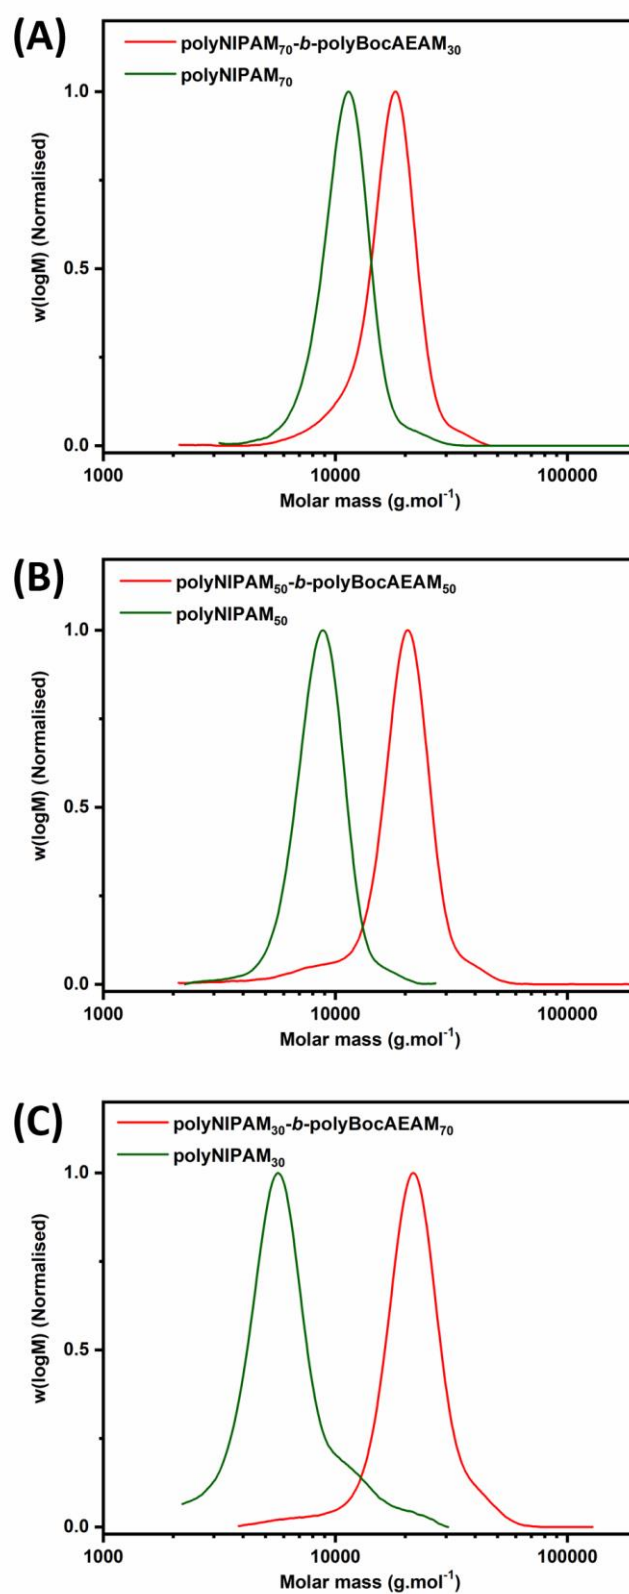 (A)
polyNIPAM₇₀-b-polyBocAEAM₃₀
polyNIPAM₇₀
1.0
0.5
0.0
w(logM) (Normalised)
1000
10000
100000
Molar mass (g.mol⁻¹)
(B)
polyNIPAM₅₀-b-polyBocAEAM₅₀
polyNIPAM₅₀
1.0
0.5
0.0
w(logM) (Normalised)
1000
10000
100000
Molar mass (g.mol⁻¹)
(C)
polyNIPAM₃₀-b-polyBocAEAM₇₀
polyNIPAM₃₀
1.0
0.5
0.0
w(logM) (Normalised)
1000
10000
100000
Molar mass (g.mol⁻¹)